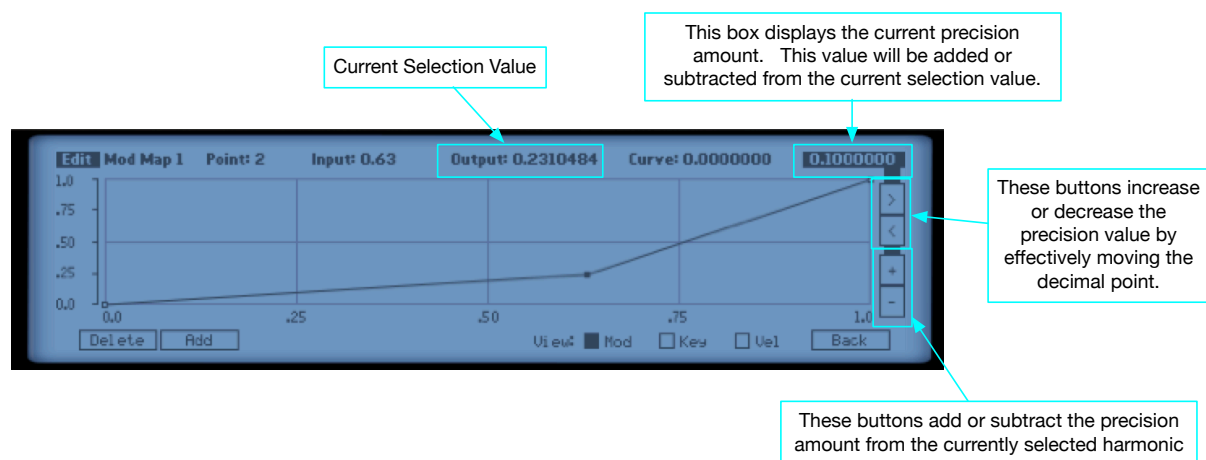 This box displays the current precision
amount. This value will be added or
subtracted from the current selection value.
Current Selection Value
Edit Mod Map 1 Point: 2 Input: 0.63 Output: 0.2310484 Curve: 0.0000000 0.1000000
1.0
.75
.50
.25
0.0
0.0 .25 .50 .75 1.0
>
<
+
-
Delete Add View: Mod Key Vel Back
These buttons increase
or decrease the
precision value by
effectively moving the
decimal point.
These buttons add or subtract the precision
amount from the currently selected harmonic